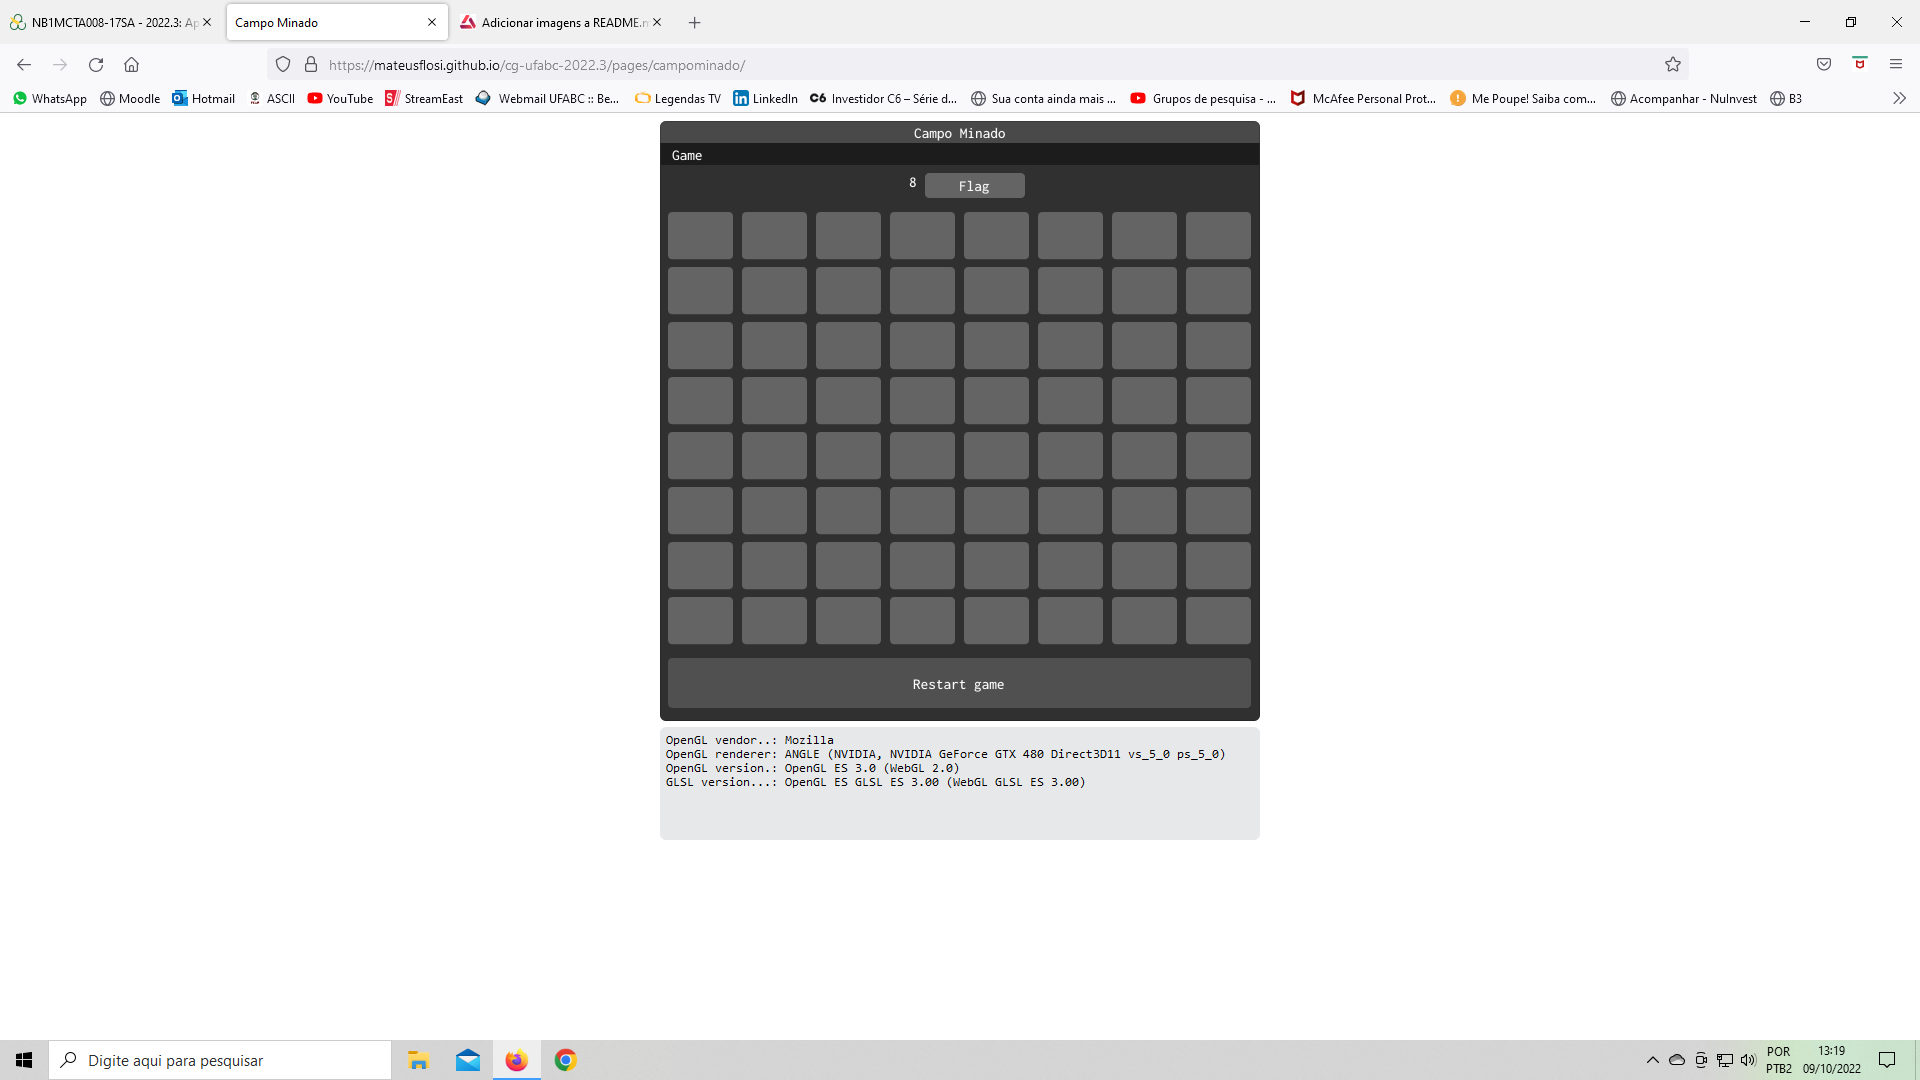 NB1MCTA008-17SA - 2022.3: Ap
Campo Minado
Adicionar imagens a README.m
https://mateusflosi.github.io/cg-ufabc-2022.3/pages/campominado/
WhatsApp Moodle Hotmail ASCII YouTube StreamEast Webmail UFABC :: Be... Legendas TV LinkedIn C6 Investidor C6 – Série d... Sua conta ainda mais ... Grupos de pesquisa - ... McAfee Personal Prot... Me Poupe! Saiba com... Acompanhar - NuInvest B3
Campo Minado
Game
8 Flag
Restart game
OpenGL vendor..: Mozilla
OpenGL renderer: ANGLE (NVIDIA, NVIDIA GeForce GTX 480 Direct3D11 vs_5_0 ps_5_0)
OpenGL version.: OpenGL ES 3.0 (WebGL 2.0)
GLSL version...: OpenGL ES GLSL ES 3.00 (WebGL GLSL ES 3.00)
Digite aqui para pesquisar
POR
PTB2
13:19
09/10/2022